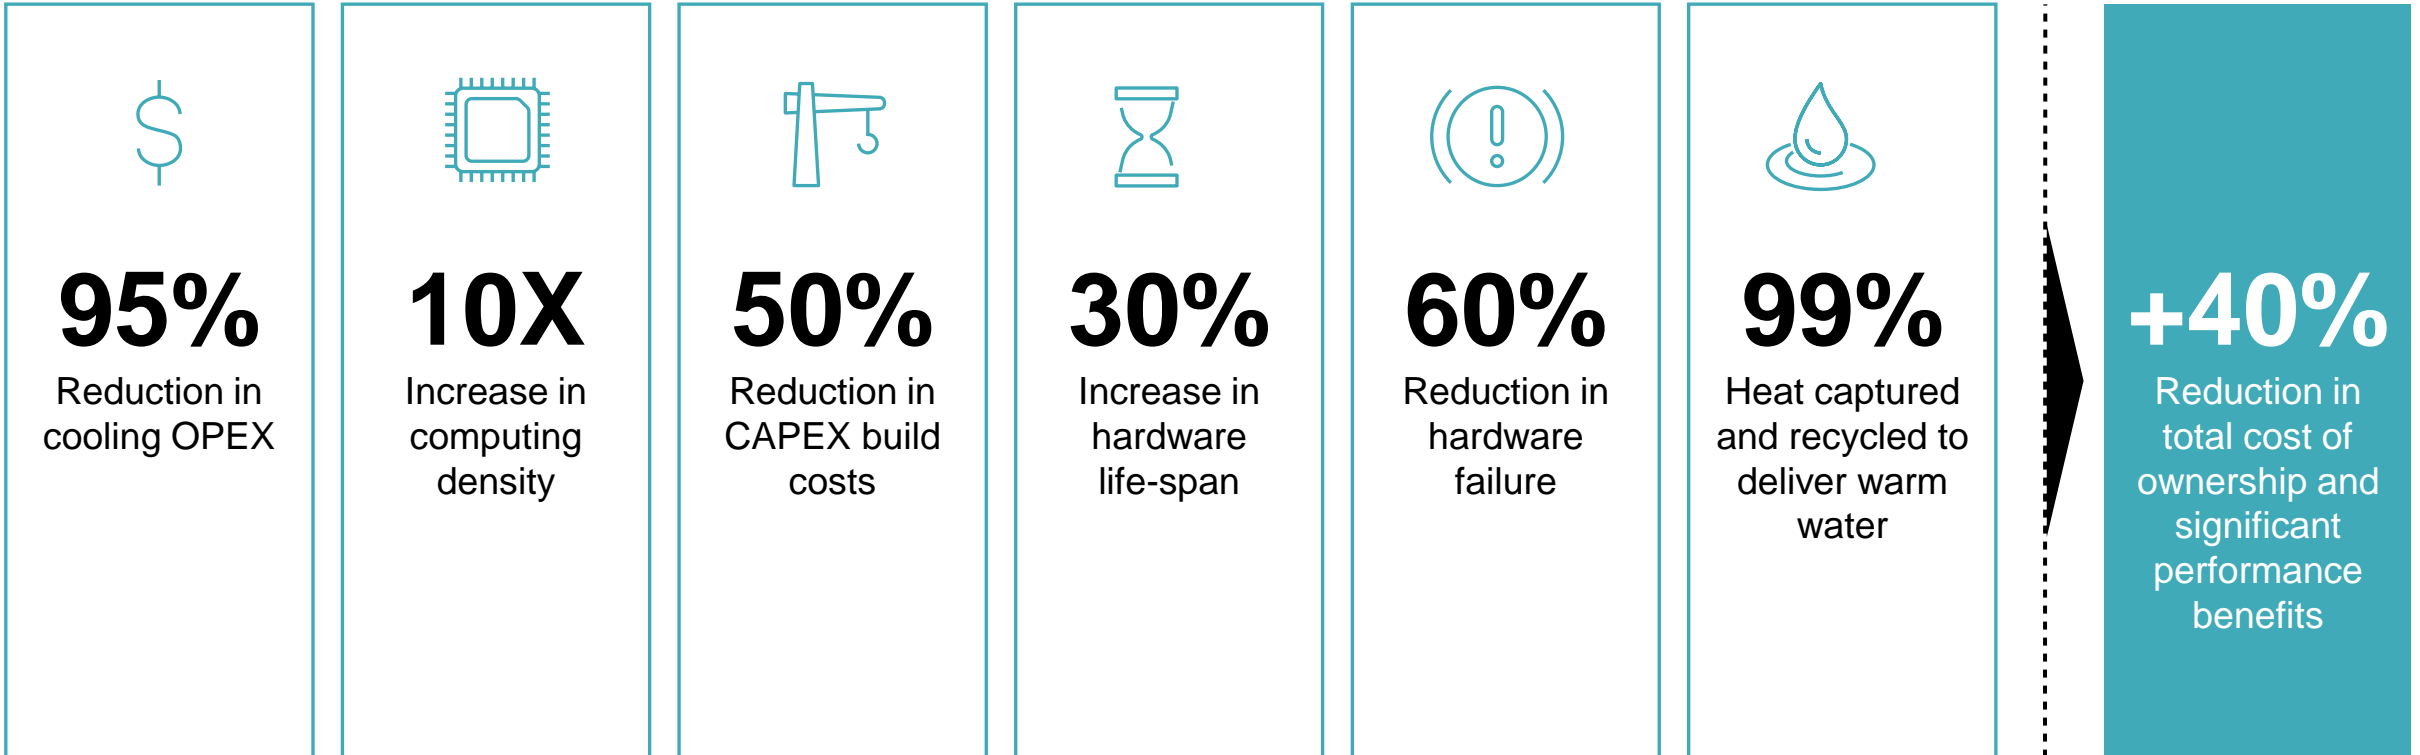 95%
Reduction in
cooling OPEX
10X
Increase in
computing
density
50%
Reduction in
CAPEX build
costs
30%
Increase in
hardware
life-span
60%
Reduction in
hardware
failure
99%
Heat captured
and recycled to
deliver warm
water
+40%
Reduction in
total cost of
ownership and
significant
performance
benefits